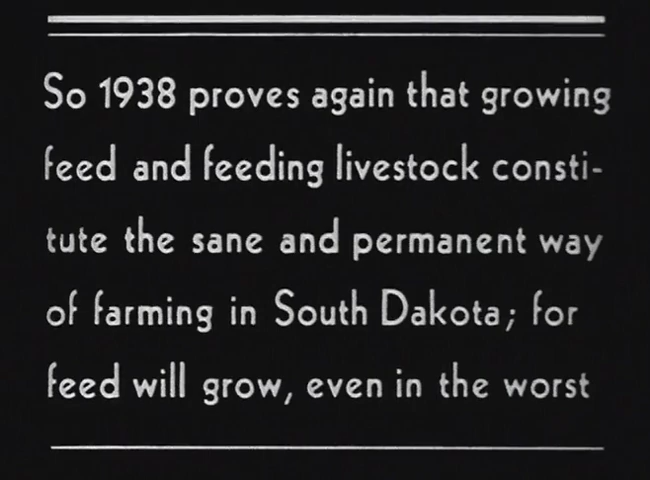 So 1938 proves again that growing
feed and feeding livestock consti-
tute the sane and permanent way
of farming in South Dakota; for
feed will grow, even in the worst